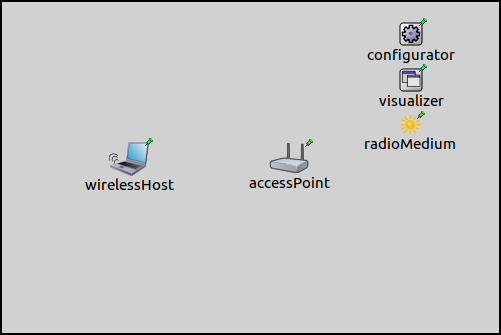 configurator
visualizer
radioMedium
wirelessHost
accessPoint